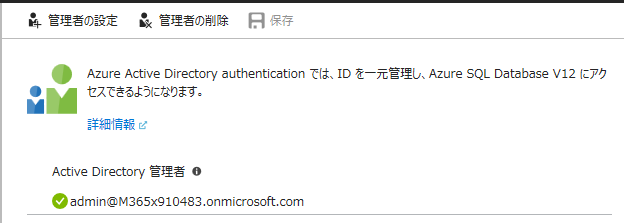 管理者の設定 管理者の削除 保存
Azure Active Directory authentication では、ID を一元管理し、Azure SQL Database V12 にアク
セスできるようになります。
詳細情報
Active Directory 管理者
admin@M365x910483.onmicrosoft.com